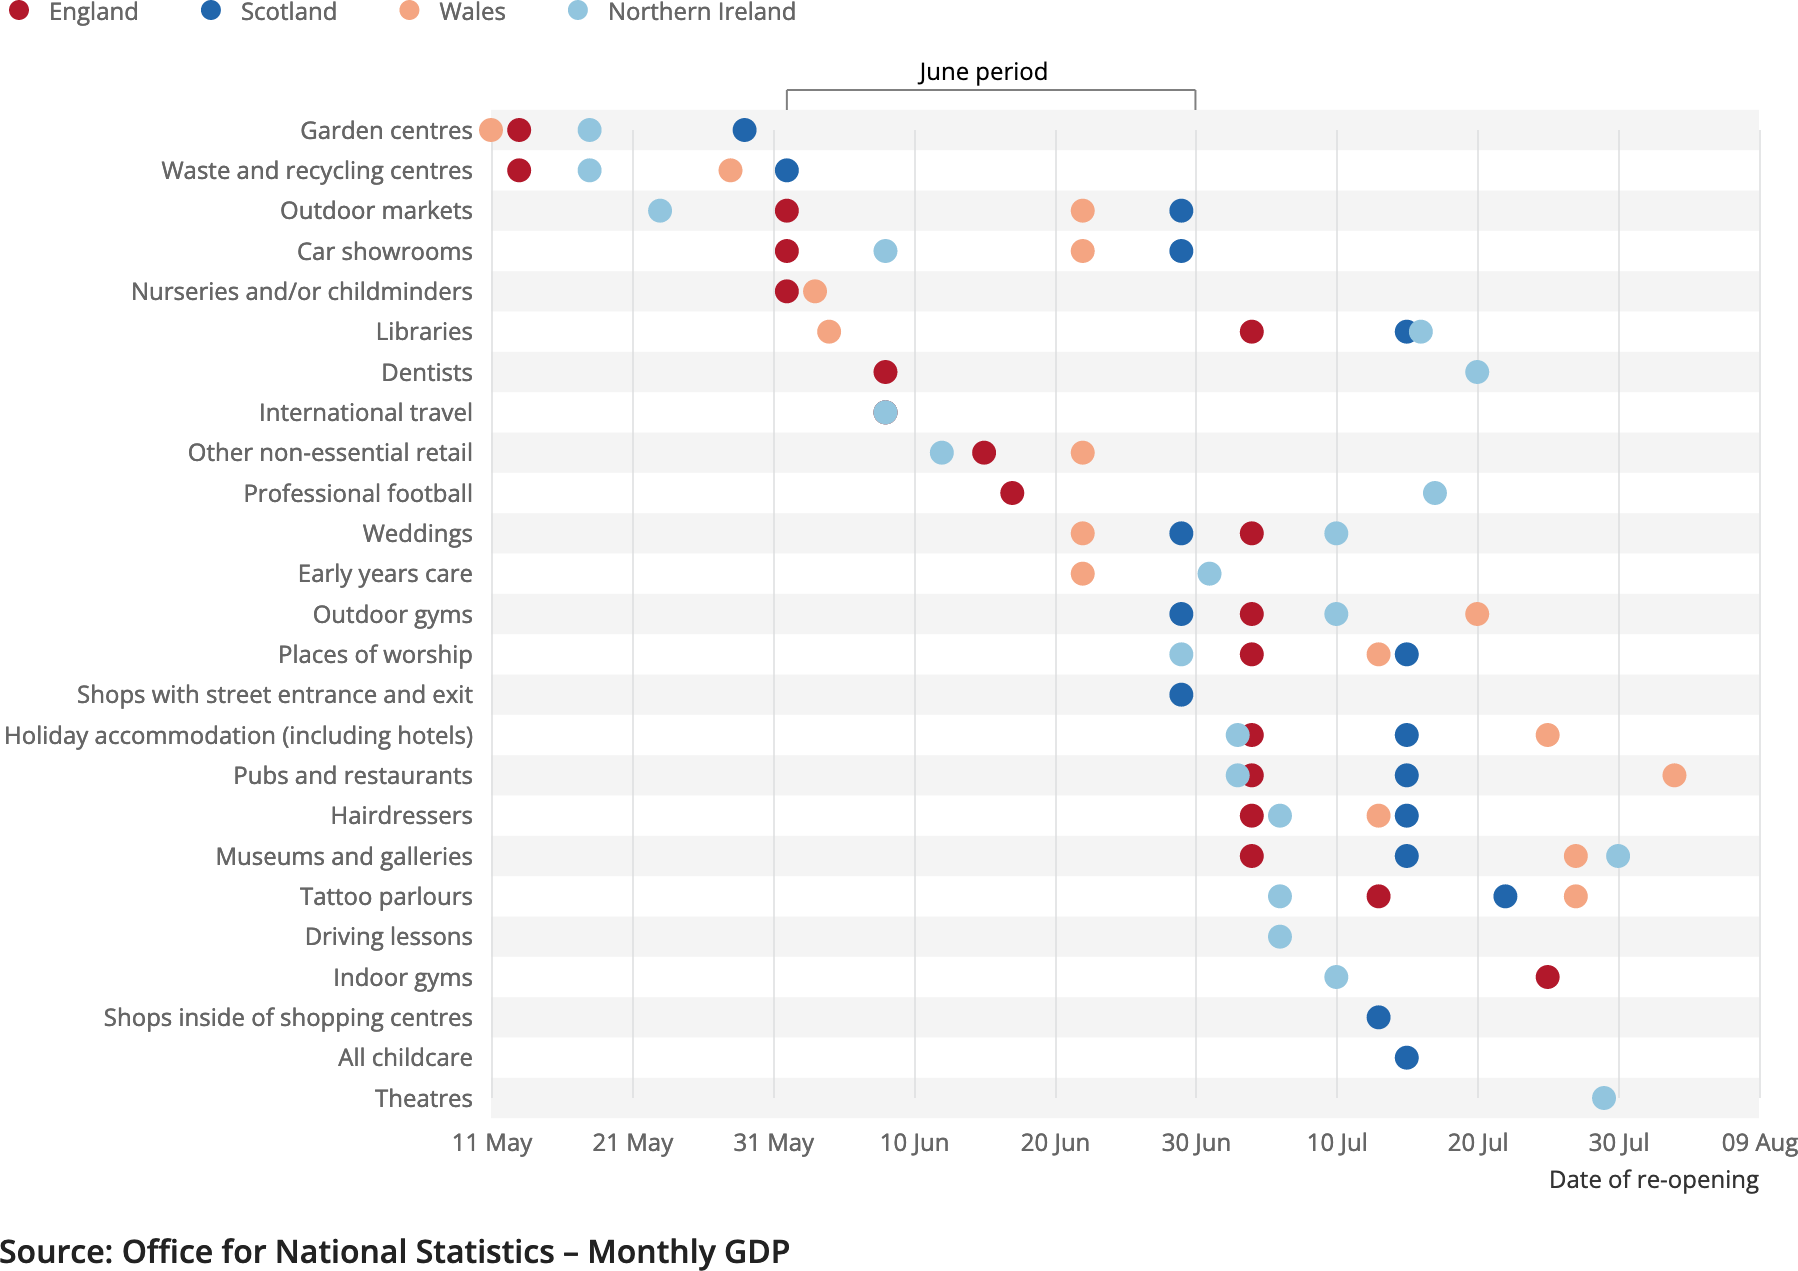 England Scotland Wales Northern Ireland
June period
Garden centres
Waste and recycling centres
Outdoor markets
Car showrooms
Nurseries and/or childminders
Libraries
Dentists
International travel
Other non-essential retail
Professional football
Weddings
Early years care
Outdoor gyms
Places of worship
Shops with street entrance and exit
Holiday accommodation (including hotels)
Pubs and restaurants
Hairdressers
Museums and galleries
Tattoo parlours
Driving lessons
Indoor gyms
Shops inside of shopping centres
All childcare
Theatres
11 May 21 May 31 May 10 Jun 20 Jun 30 Jun 10 Jul 20 Jul 30 Jul 09 Aug
Date of re-opening
Source: Office for National Statistics – Monthly GDP